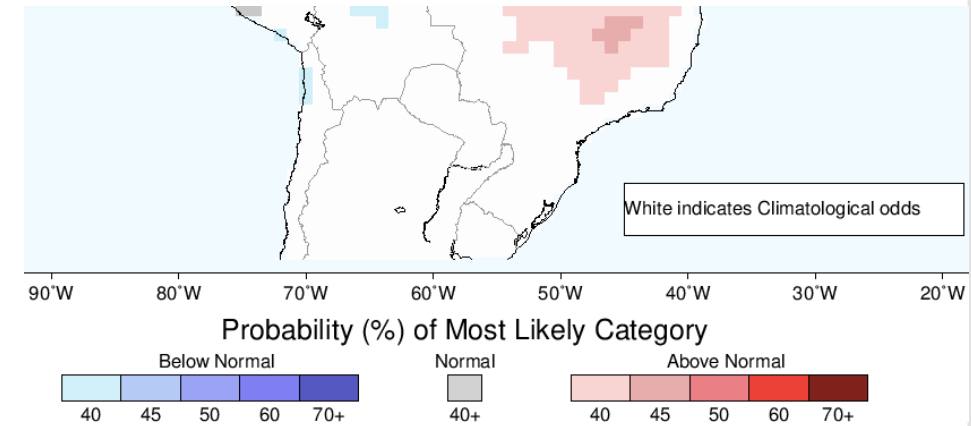 White indicates Climatological odds
90°W 80°W 70°W 60°W 50°W 40°W 30°W 20°W
Probability (%) of Most Likely Category
Below Normal Normal Above Normal
40 45 50 60 70+ 40+ 40 45 50 60 70+